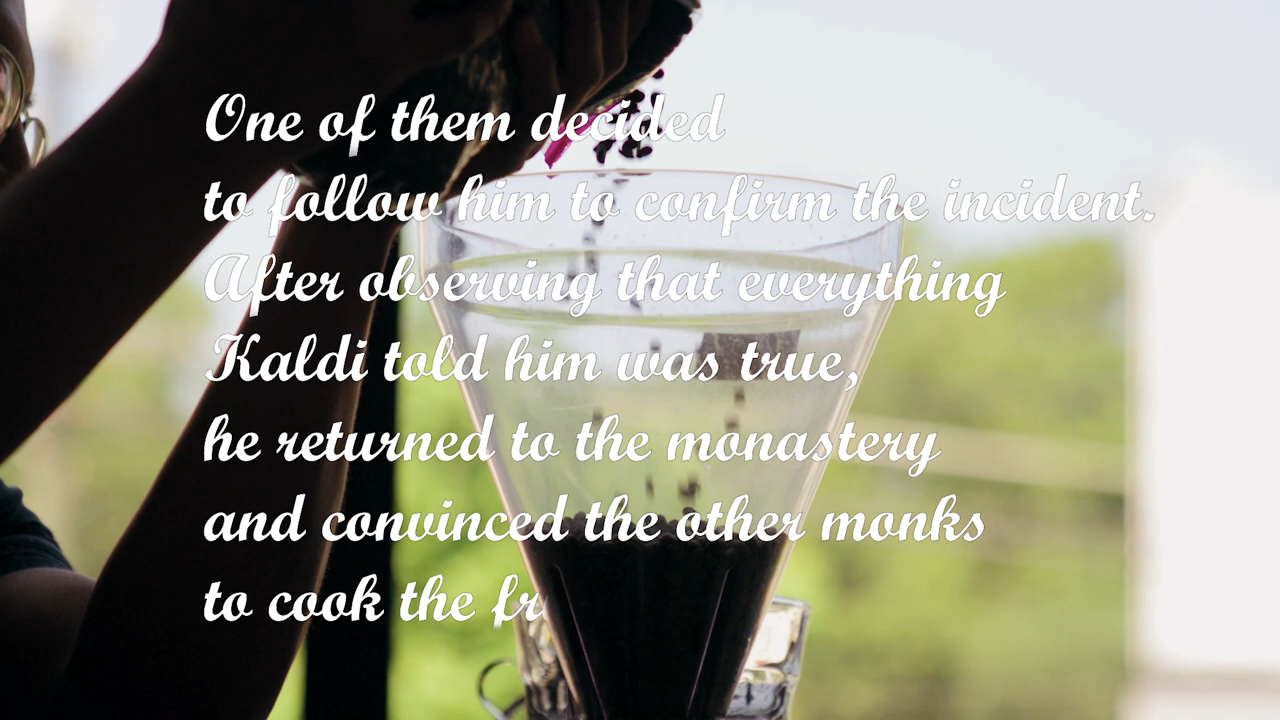 One of them decided
to follow him to confirm the incident.
After observing that everything
Kaldi told him was true,
he returned to the monastery
and convinced the other monks
to cook the fr